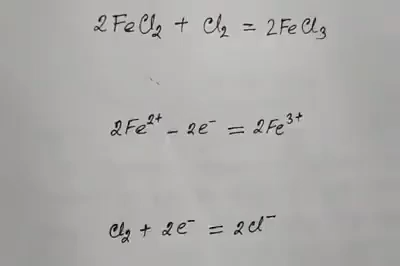 2FeCl₂ + Cl₂ = 2FeCl₃
2Fe²⁺ - 2e⁻ = 2Fe³⁺
Cl₂ + 2e⁻ = 2Cl⁻